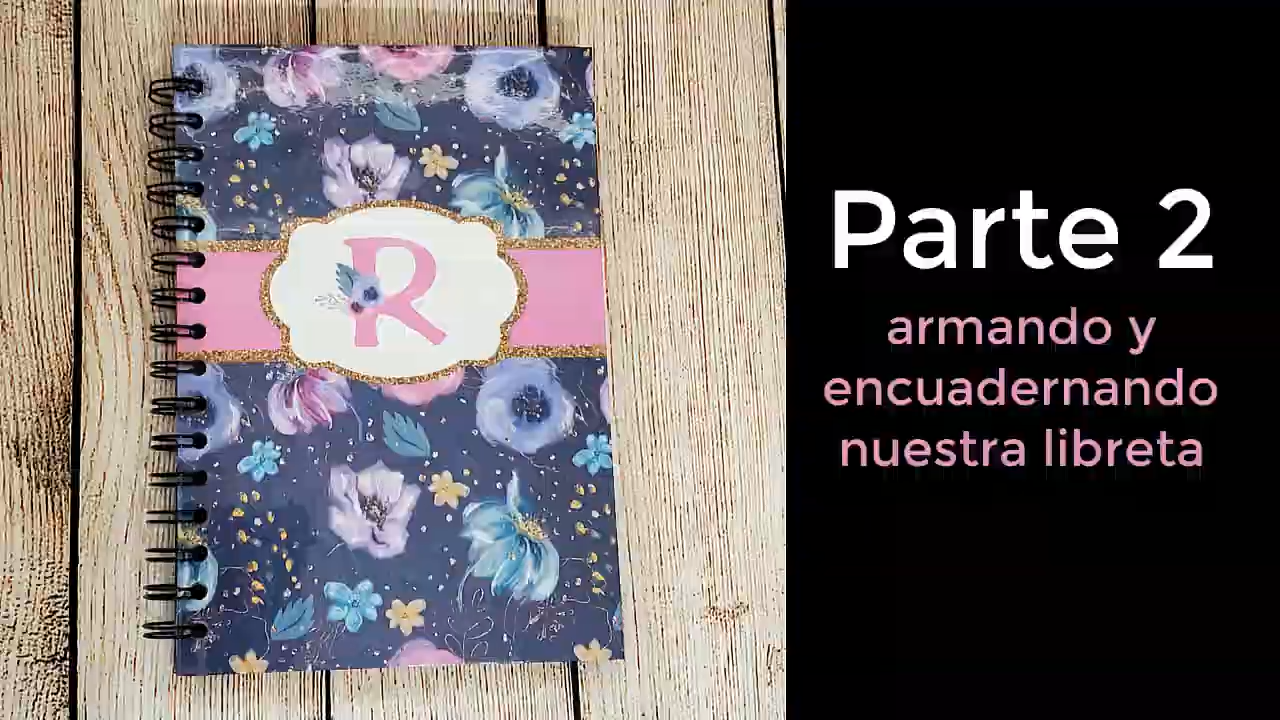 R
Parte 2
armando y
encuadernando
nuestra libreta